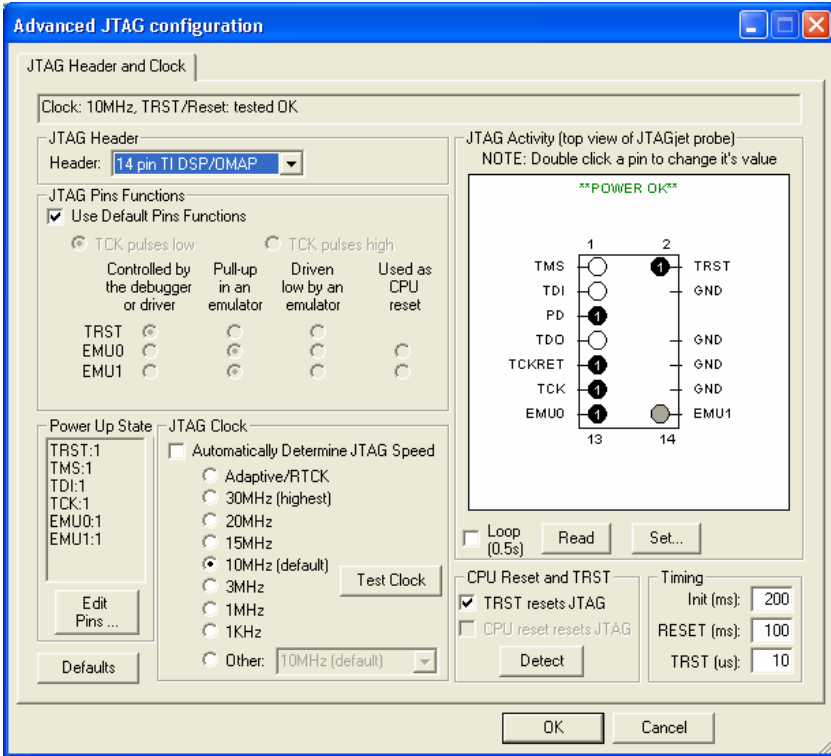 Advanced JTAG configuration
JTAG Header and Clock
Clock: 10MHz, TRST/Reset: tested OK
JTAG Header
Header: 14 pin TI DSP/OMAP
JTAG Pins Functions
Use Default Pins Functions
TCK pulses low TCK pulses high
Controlled by the debugger or driver
Pull-up in an emulator
Driven low by an emulator
Used as CPU reset
TRST
EMU0
EMU1
Power Up State
TRST:1
TMS:1
TDI:1
TCK:1
EMU0:1
EMU1:1
Edit
Pins ...
Defaults
JTAG Clock
Automatically Determine JTAG Speed
Adaptive/RTCK
30MHz (highest)
20MHz
15MHz
10MHz (default)
3MHz
1MHz
1KHz
Other: 10MHz (default)
Test Clock
JTAG Activity (top view of JTAGjet probe)
NOTE: Double click a pin to change it's value
**POWER OK**
1 2
TMS 1 TRST
TDI GND
PD 1
TDO GND
TCKRET 1 GND
TCK 1 GND
EMU0 1 EMU1
13 14
Loop
(0.5s)
Read
Set...
CPU Reset and TRST
TRST resets JTAG
CPU reset resets JTAG
Detect
Timing
Init (ms): 200
RESET (ms): 100
TRST (us): 10
OK
Cancel